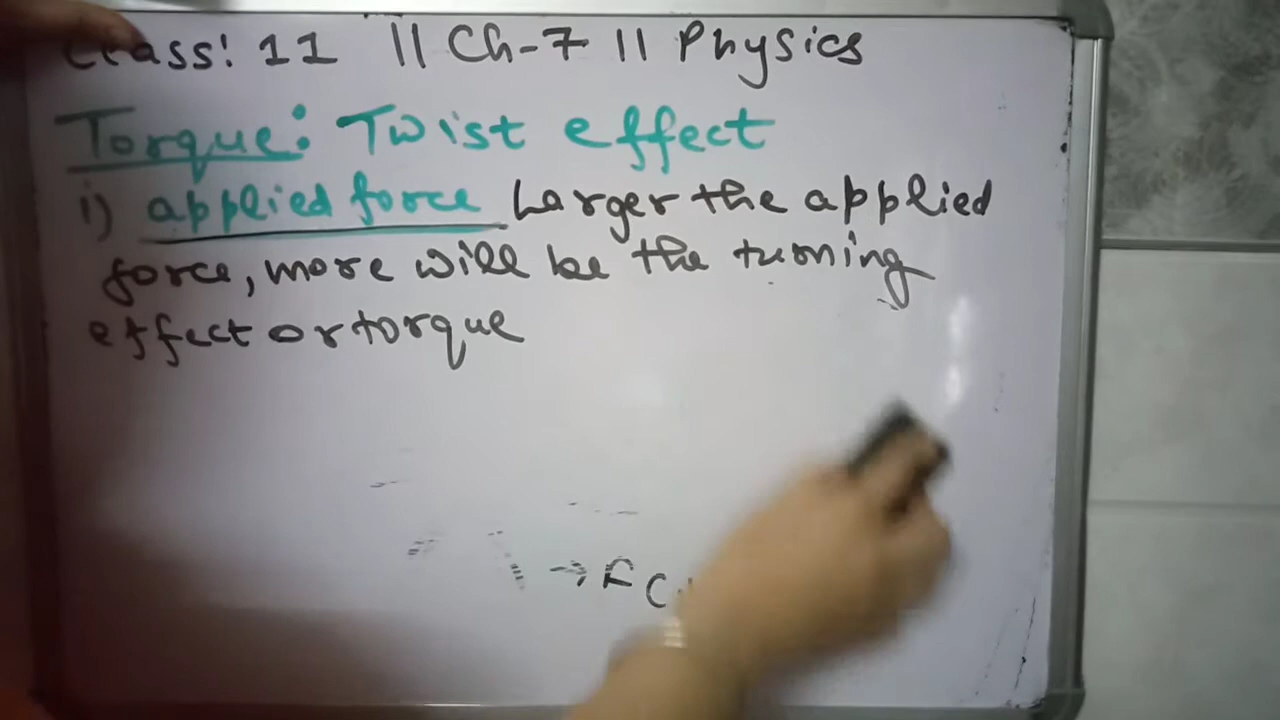 Class: 11 || Ch-7 || Physics
Torque: Twist effect
i) applied force Larger the applied
force, more will be the turning
effect or torque
→ F